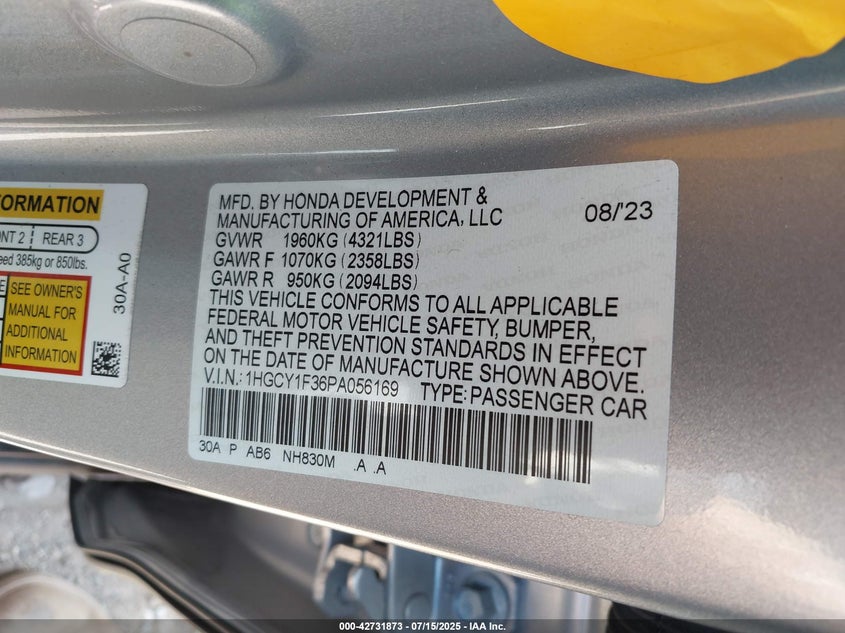 FORMATION
ONT 2 | REAR 3
eed 385kg or 850lbs.
E
SEE OWNER'S
MANUAL FOR
ADDITIONAL
INFORMATION
30A-A0
MFD. BY HONDA DEVELOPMENT &
MANUFACTURING OF AMERICA, LLC 08/'23
GVWR 1960KG (4321LBS)
GAWR F 1070KG (2358LBS)
GAWR R 950KG (2094LBS)
THIS VEHICLE CONFORMS TO ALL APPLICABLE
FEDERAL MOTOR VEHICLE SAFETY, BUMPER,
AND THEFT PREVENTION STANDARDS IN EFFECT
ON THE DATE OF MANUFACTURE SHOWN ABOVE.
V.I.N.: 1HGCY1F36PA056169 TYPE: PASSENGER CAR
30A P AB6 NH830M .A .A
000-42731873 - 07/15/2025 - IAA Inc.